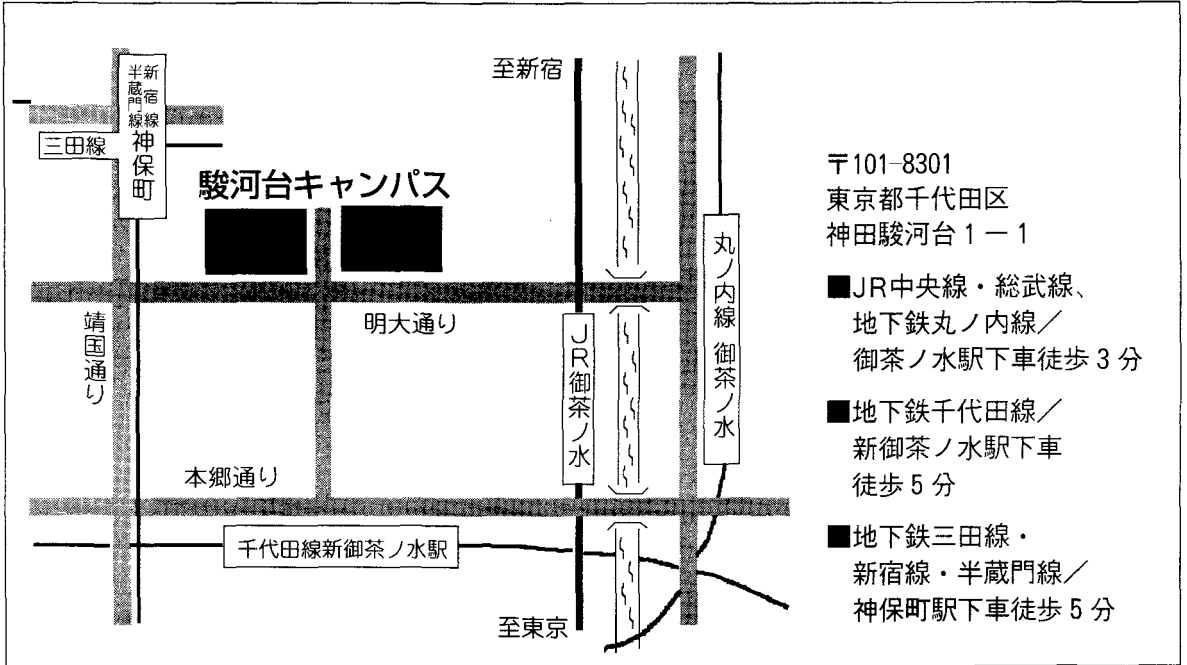 新宿線
半蔵門線
神保町
三田線
駿河台キャンパス
至新宿
靖国通り
明大通り
JR御茶ノ水
丸ノ内線 御茶ノ水
本郷通り
千代田線新御茶ノ水駅
至東京
〒101-8301
東京都千代田区
神田駿河台1－1
■JR中央線・総武線、
地下鉄丸ノ内線／
御茶ノ水駅下車徒歩3分
■地下鉄千代田線／
新御茶ノ水駅下車
徒歩5分
■地下鉄三田線・
新宿線・半蔵門線／
神保町駅下車徒歩5分